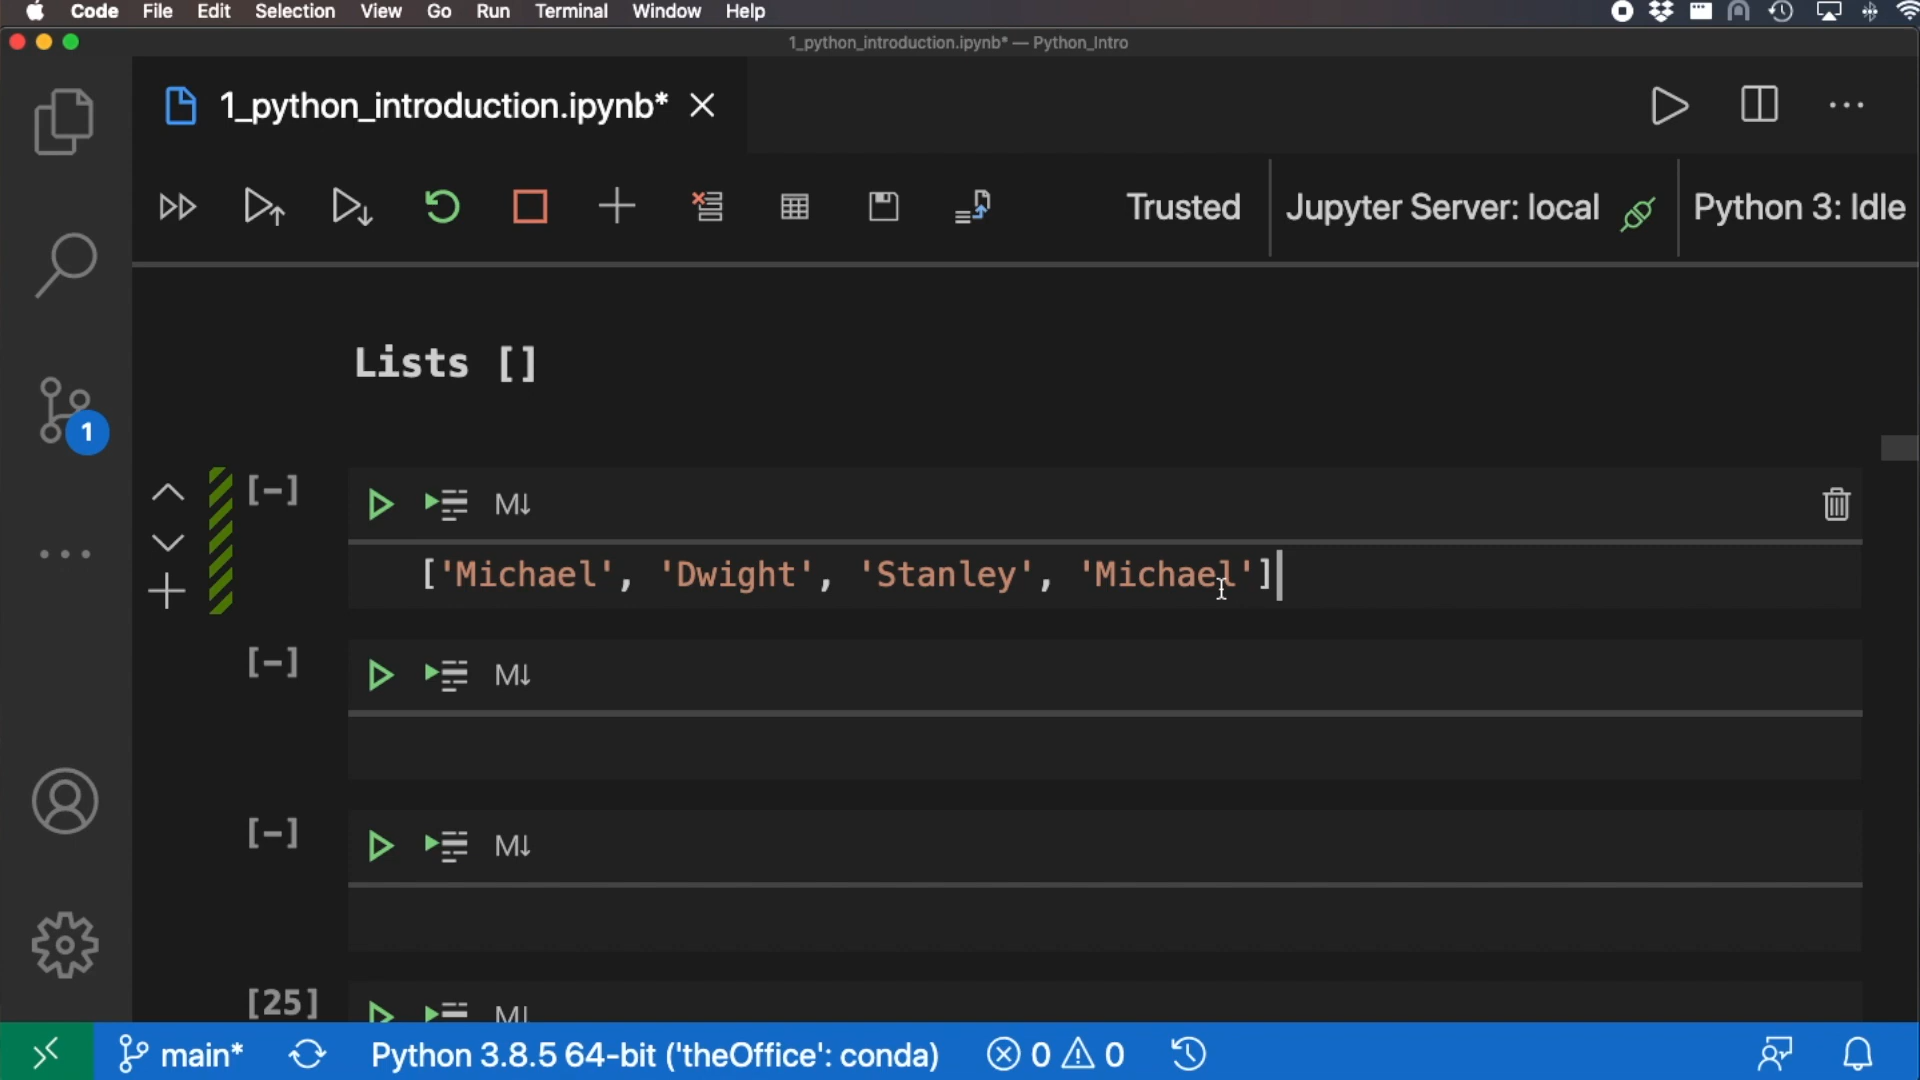 Code File Edit Selection View Go Run Terminal Window Help
1_python_introduction.ipynb* — Python_Intro
1_python_introduction.ipynb*
Trusted Jupyter Server: local Python 3: Idle
Lists []
[-] M↓
['Michael', 'Dwight', 'Stanley', 'Michael']
[-] M↓
[-] M↓
[25] M↓
1
main* Python 3.8.5 64-bit ('theOffice': conda) 0 0